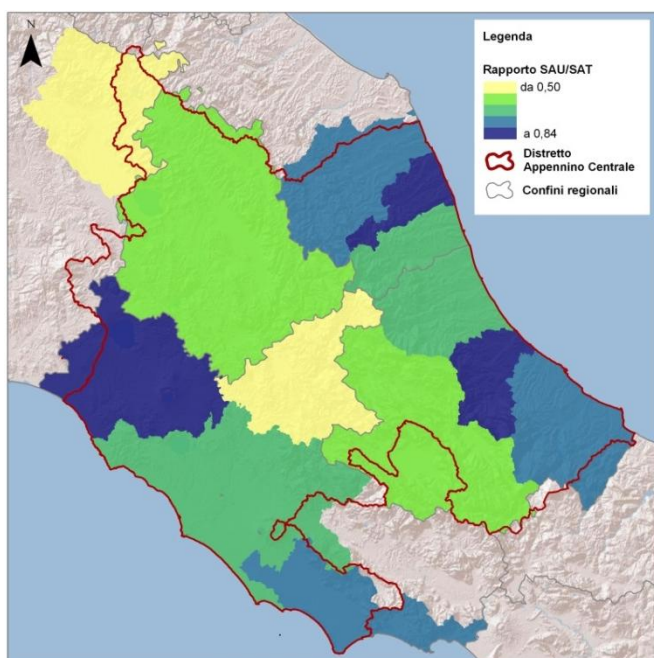 N
Legenda
Rapporto SAU/SAT
da 0,50
a 0,84
Distretto
Appennino Centrale
Confini regionali